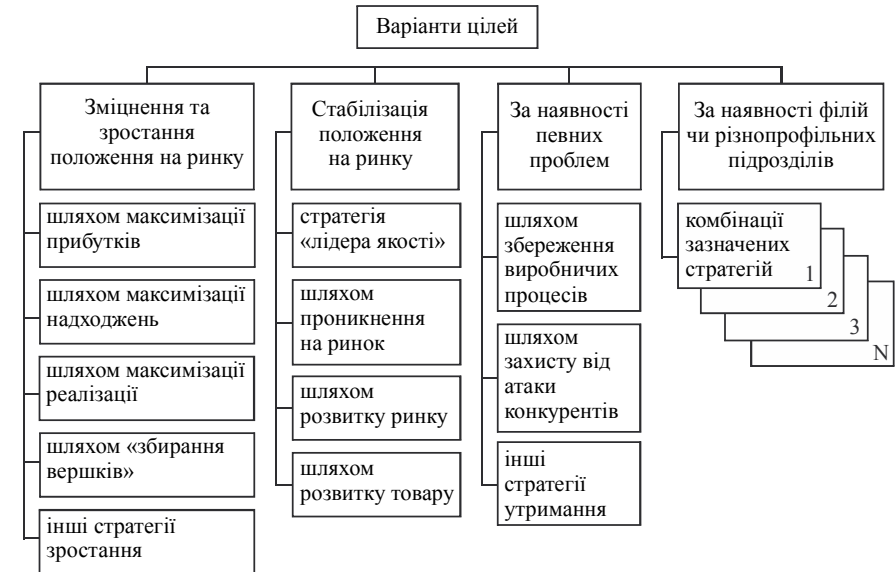 Варіанти цілей
Зміцнення та
зростання
положення на ринку
шляхом максимізації
прибутків
шляхом максимізації
надходжень
шляхом максимізації
реалізації
шляхом «збирання
вершків»
інші стратегії
зростання
Стабілізація
положення
на ринку
стратегія
«лідера якості»
шляхом
проникнення
на ринок
шляхом
розвитку ринку
шляхом
розвитку товару
За наявності
певних
проблем
шляхом
збереження
виробничих
процесів
шляхом
захисту від
атаки
конкурентів
інші
стратегії
утримання
За наявності філій
чи різнопрофільних
підрозділів
комбінації
зазначених
стратегій
1
2
3
N